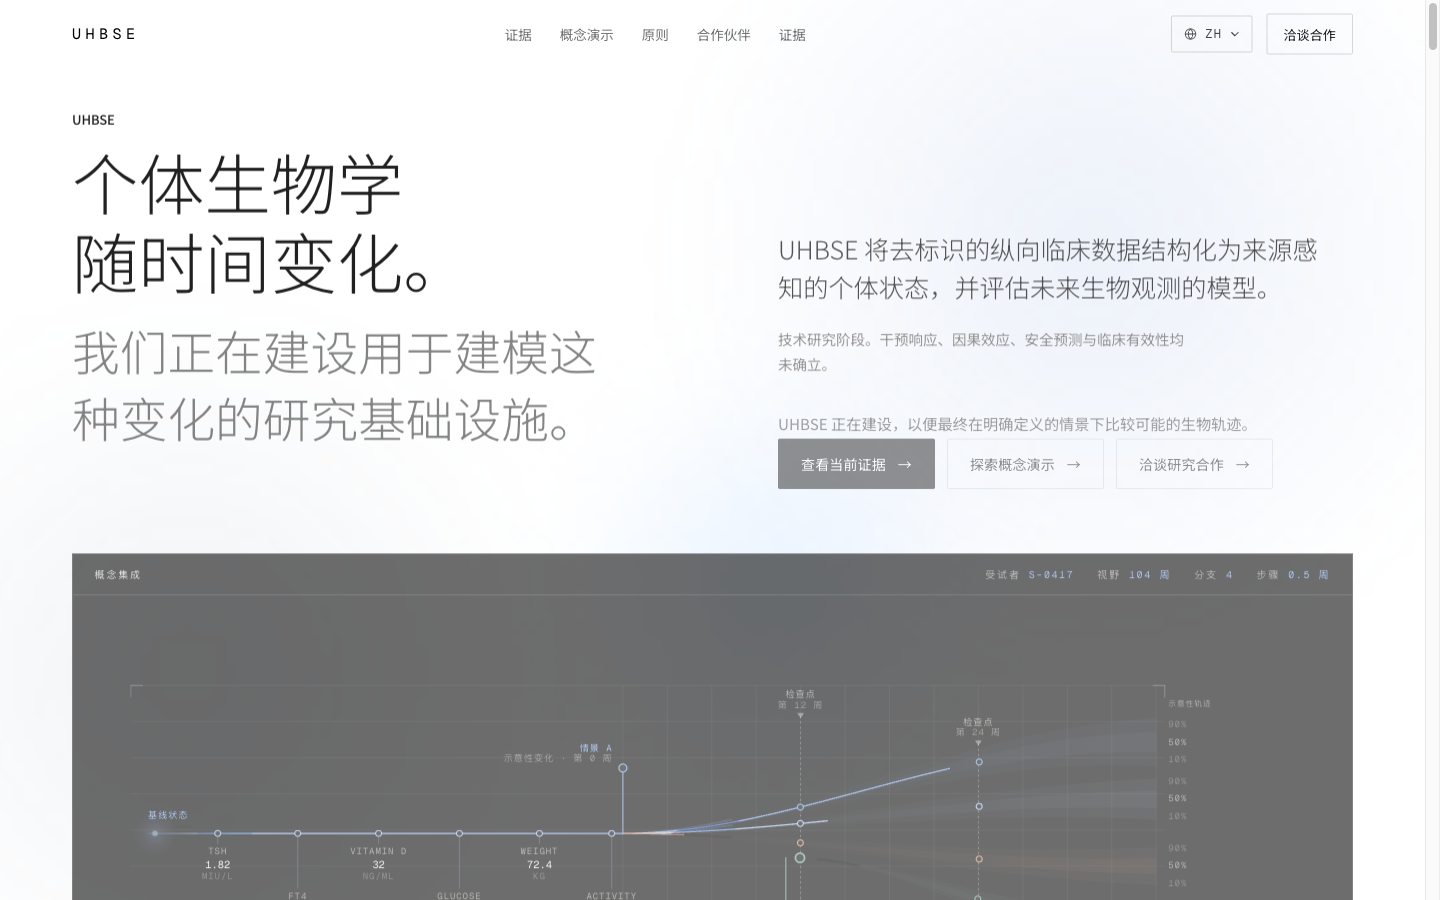 UHBSE
证据
概念演示
原则
合作伙伴
证据
ZH
洽谈合作
UHBSE
个体生物学
随时间变化。
我们正在建设用于建模这
种变化的研究基础设施。
UHBSE 将去标识的纵向临床数据结构化为来源感
知的个体状态，并评估未来生物观测的模型。
技术研究阶段。干预响应、因果效应、安全预测与临床有效性均
未确立。
UHBSE 正在建设，以便最终在明确定义的情景下比较可能的生物轨迹。
查看当前证据 →
探索概念演示 →
洽谈研究合作 →
概念集成
受试者 S-0417
视野 104 周
分支 4
步骤 0.5 周
检查点
第 12 周
检查点
第 24 周
示意性轨迹
90%
50%
10%
90%
50%
10%
90%
50%
10%
情景 A
示意性变化 · 第 0 周
基线状态
TSH
1.82
MIU/L
VITAMIN D
32
NG/ML
WEIGHT
72.4
KG
FT4
GLUCOSE
ACTIVITY